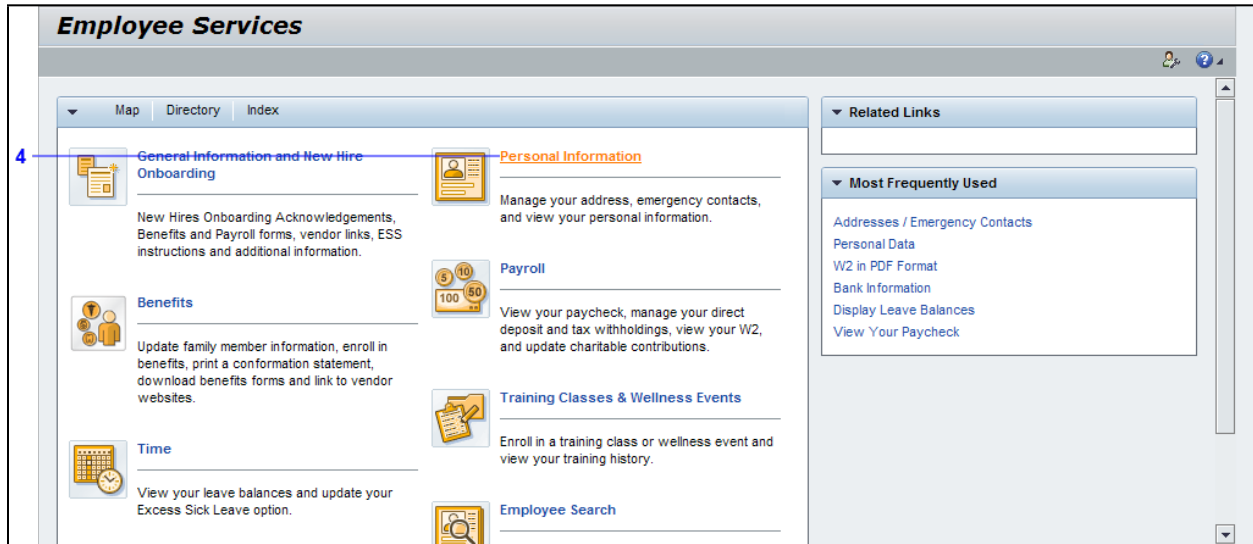 Employee Services
Map Directory Index
4
General Information and New Hire
Onboarding
New Hires Onboarding Acknowledgements,
Benefits and Payroll forms, vendor links, ESS
instructions and additional information.
Benefits
Update family member information, enroll in
benefits, print a conformation statement,
download benefits forms and link to vendor
websites.
Time
View your leave balances and update your
Excess Sick Leave option.
Personal Information
Manage your address, emergency contacts,
and view your personal information.
5 10
100 50
Payroll
View your paycheck, manage your direct
deposit and tax withholdings, view your W2,
and update charitable contributions.
Training Classes & Wellness Events
Enroll in a training class or wellness event and
view your training history.
Employee Search
Related Links
Most Frequently Used
Addresses / Emergency Contacts
Personal Data
W2 in PDF Format
Bank Information
Display Leave Balances
View Your Paycheck